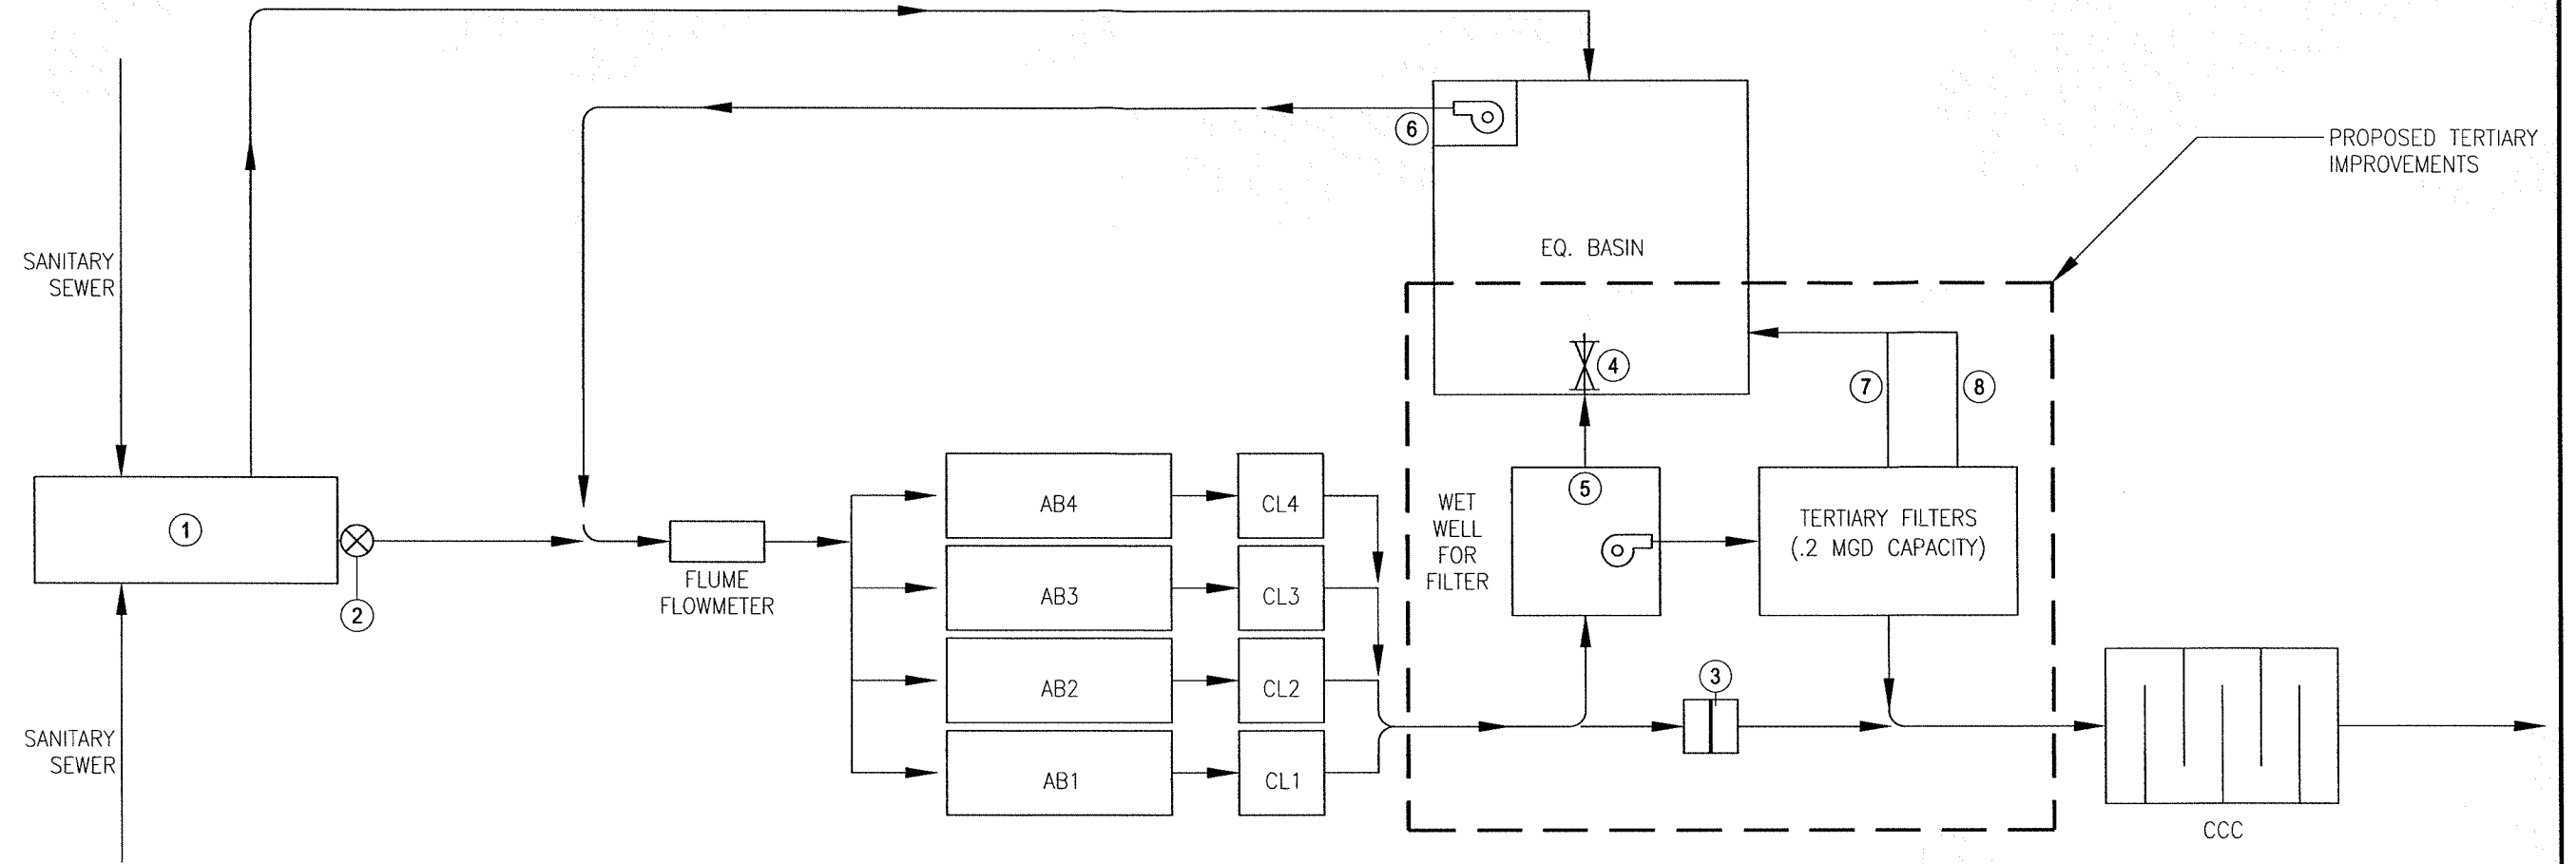 6
PROPOSED TERTIARY
IMPROVEMENTS
EQ. BASIN
SANITARY
SEWER
4
7
8
1
2
FLUME
FLOWMETER
AB4
CL4
AB3
CL3
AB2
CL2
AB1
CL1
WET
WELL
FOR
FILTER
5
TERTIARY FILTERS
(.2 MGD CAPACITY)
3
SANITARY
SEWER
CCC